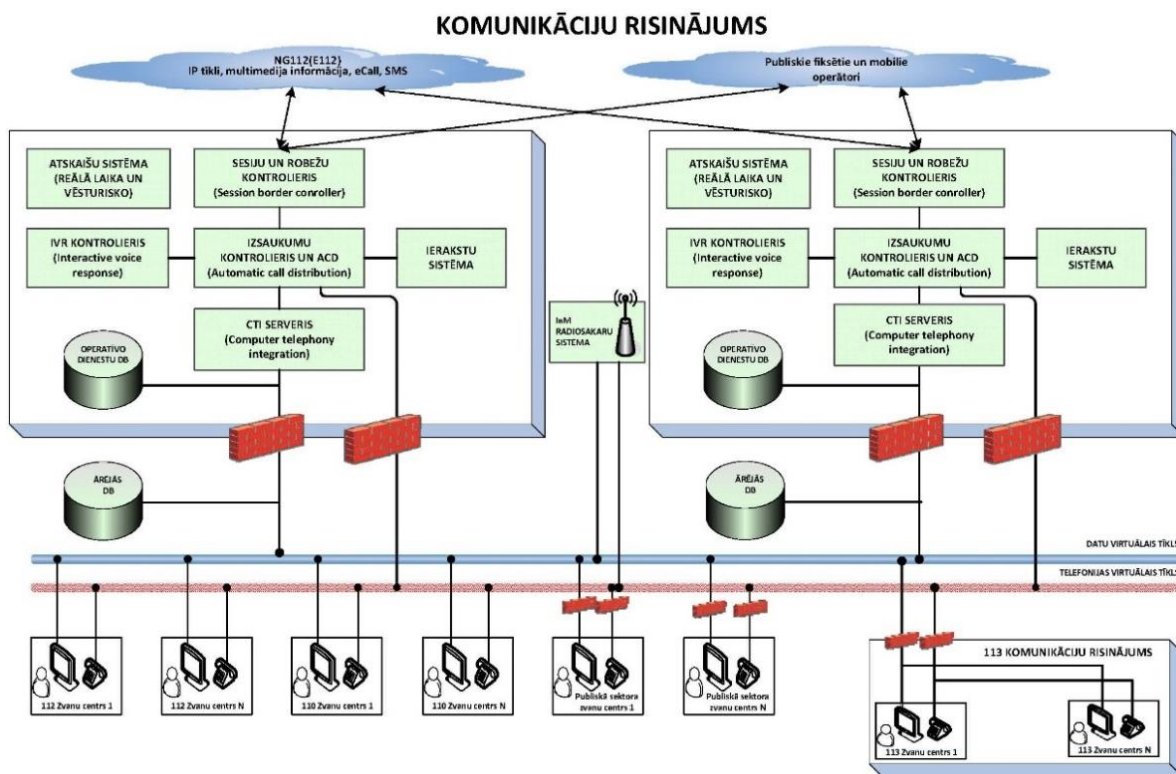 KOMUNIKĀCIJU RISINĀJUMS
NG112(E112)
IP tīkli, multimedija informācija, eCall, SMS
Publiskie fiksētie un mobilie
operātori
ATSKAIŠU SISTĒMA
(REĀLĀ LAIKA UN
VĒSTURISKO)
SESIJU UN ROBEŽU
KONTROLIERIS
(Session border conroller)
IVR KONTROLIERIS
(Interactive voice
response)
IZSAUKUMU
KONTROLIERIS UN ACD
(Automatic call distribution)
IERAKSTU
SISTĒMA
CTI SERVERIS
(Computer telephony
integration)
OPERATĪVO
DIENESTU DB
ĀRĒJĀS
DB
IeM
RADIOSAKARU
SISTĒMA
ATSKAIŠU SISTĒMA
(REĀLĀ LAIKA UN
VĒSTURISKO)
SESIJU UN ROBEŽU
KONTROLIERIS
(Session border conroller)
IVR KONTROLIERIS
(Interactive voice
response)
IZSAUKUMU
KONTROLIERIS UN ACD
(Automatic call distribution)
IERAKSTU
SISTĒMA
CTI SERVERIS
(Computer telephony
integration)
OPERATĪVO
DIENESTU DB
ĀRĒJĀS
DB
DATU VIRTUĀLAIS TĪKLS
TELEFONIJAS VIRTUĀLAIS TĪKLS
112 Zvanu centrs 1
112 Zvanu centrs N
110 Zvanu centrs 1
110 Zvanu centrs N
Publiskā sektora
zvanu centrs 1
Publiskā sektora
zvanu centrs N
113 KOMUNIKĀCIJU RISINĀJUMS
113 Zvanu centrs 1
113 Zvanu centrs N